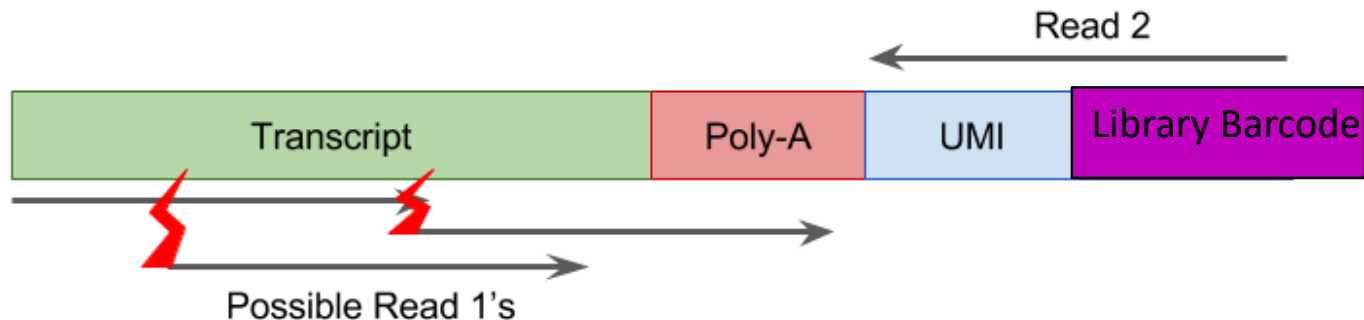 Read 2
Transcript
Poly-A
UMI
Library Barcode
Possible Read 1's